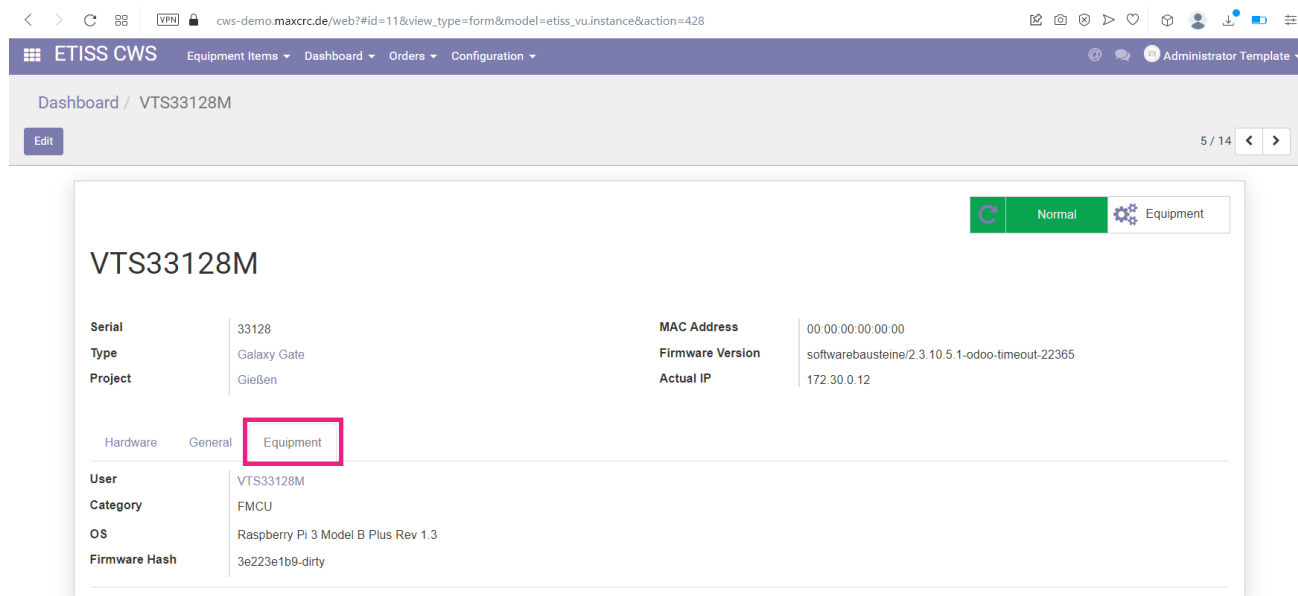 VPN cws-demo.maxcrc.de/web?#id=11&view_type=form&model=etiss_vu.instance&action=428
ETISS CWS Equipment Items Dashboard Orders Configuration @ Administrator Template
Dashboard / VTS33128M
Edit 5 / 14
Normal Equipment
VTS33128M
Serial 33128 MAC Address 00:00:00:00:00:00
Type Galaxy Gate Firmware Version softwarebausteine/2.3.10.5.1-odoo-timeout-22365
Project Gießen Actual IP 172.30.0.12
Hardware General Equipment
User VTS33128M
Category FMCU
OS Raspberry Pi 3 Model B Plus Rev 1.3
Firmware Hash 3e223e1b9-dirty